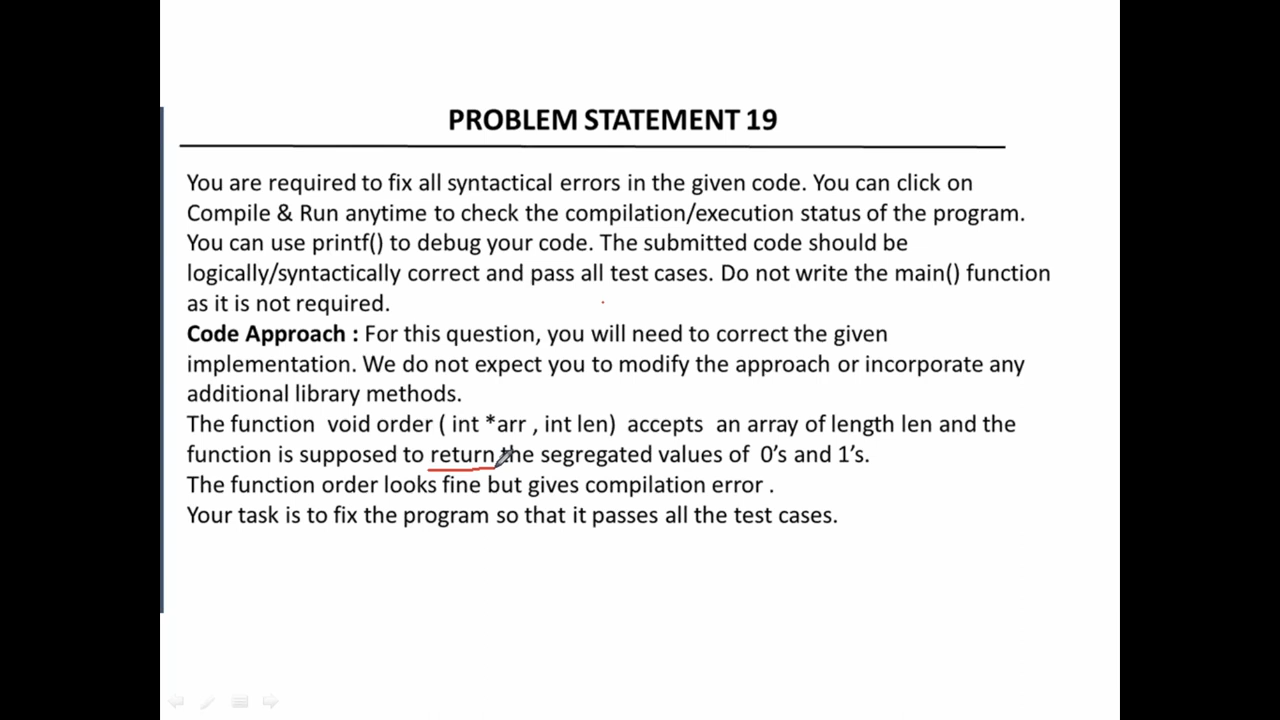 PROBLEM STATEMENT 19
You are required to fix all syntactical errors in the given code. You can click on
Compile & Run anytime to check the compilation/execution status of the program.
You can use printf() to debug your code. The submitted code should be
logically/syntactically correct and pass all test cases. Do not write the main() function
as it is not required.
Code Approach : For this question, you will need to correct the given
implementation. We do not expect you to modify the approach or incorporate any
additional library methods.
The function  void order ( int *arr , int len)  accepts  an array of length len and the
function is supposed to return the segregated values of  0’s and 1’s.
The function order looks fine but gives compilation error .
Your task is to fix the program so that it passes all the test cases.